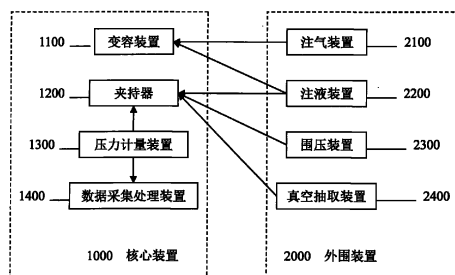 1100 变容装置 注气装置 2100
1200 夹持器 注液装置 2200
1300 压力计量装置 围压装置 2300
1400 数据采集处理装置 真空抽取装置 2400
1000 核心装置 2000 外围装置